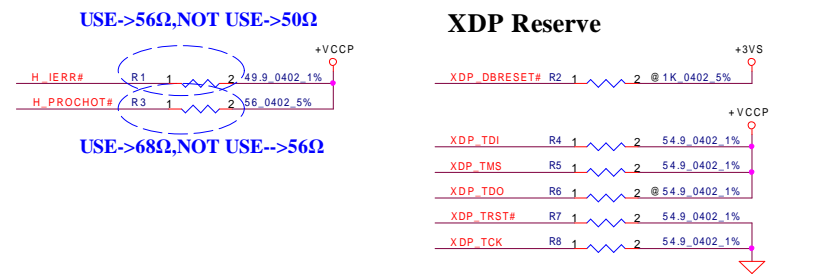 USE->56Ω,NOT USE->50Ω
XDP Reserve
+VCCP
H_IERR# R1 1 2 49.9_0402_1%
H_PROCHOT# R3 1 2 56_0402_5%
USE->68Ω,NOT USE-->56Ω
+3VS
XDP_DBRESET# R2 1 2 @ 1K_0402_5%
+VCCP
XDP_TDI R4 1 2 54.9_0402_1%
XDP_TMS R5 1 2 54.9_0402_1%
XDP_TDO R6 1 2 @ 54.9_0402_1%
XDP_TRST# R7 1 2 54.9_0402_1%
XDP_TCK R8 1 2 54.9_0402_1%